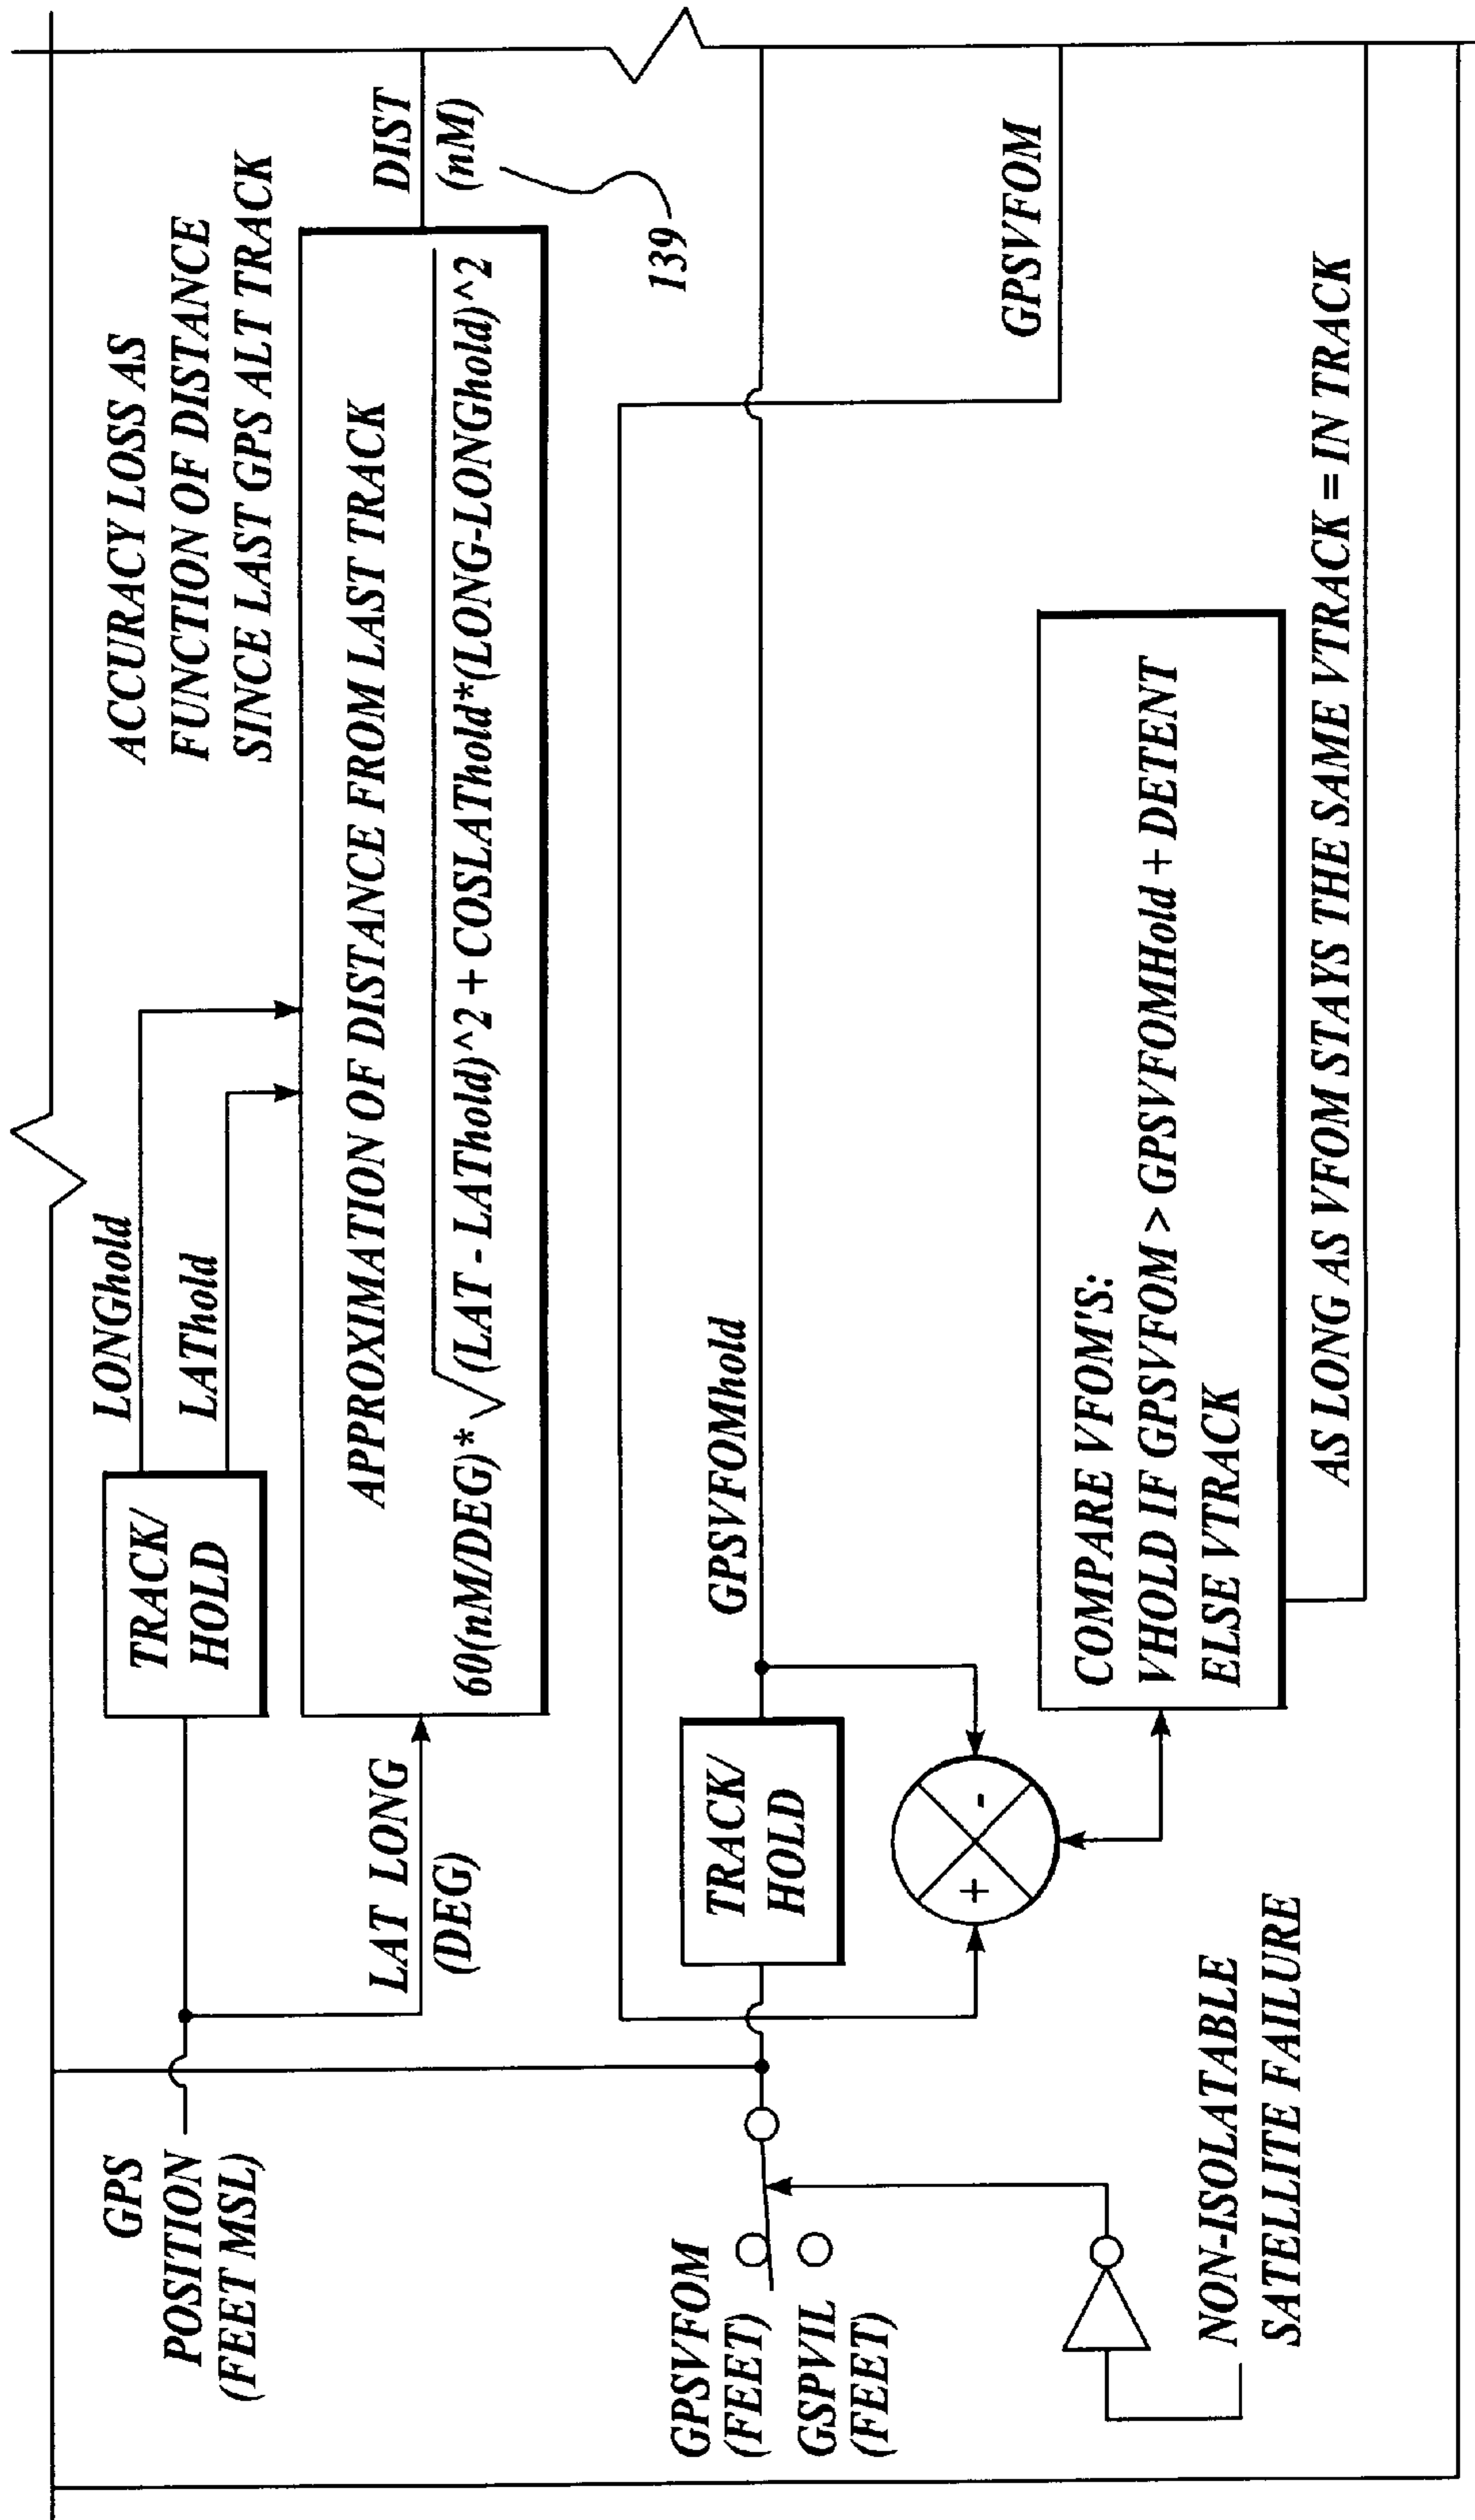 GPS
POSITION
(FEET MSL)
TRACK/
HOLD
LONGhold
LAThold
ACCURACY LOSS AS
FUNCTION OF DISTANCE
SINCE LAST GPS ALT TRACK
LAT LONG
(DEG)
APPROXIMATION OF DISTANCE FROM LAST TRACK
60(nM/DEG)* √(LAT - LAThold)^2 + COSLAThold*(LONG-LONGhold)^2
DIST
(nM)
139
GPSVFOM
(FEET)
GSPVIL
(FEET)
TRACK/
HOLD
GPSVFOMhold
+
-
GPSVFOM
COMPARE VFOM'S:
VHOLD IF GPSVFOM > GPSVFOMHold + DETENT
ELSE VTRACK
NON-ISOLATABLE
SATELLITE FAILURE
AS LONG AS VFOM STAYS THE SAME VTRACK = IN TRACK